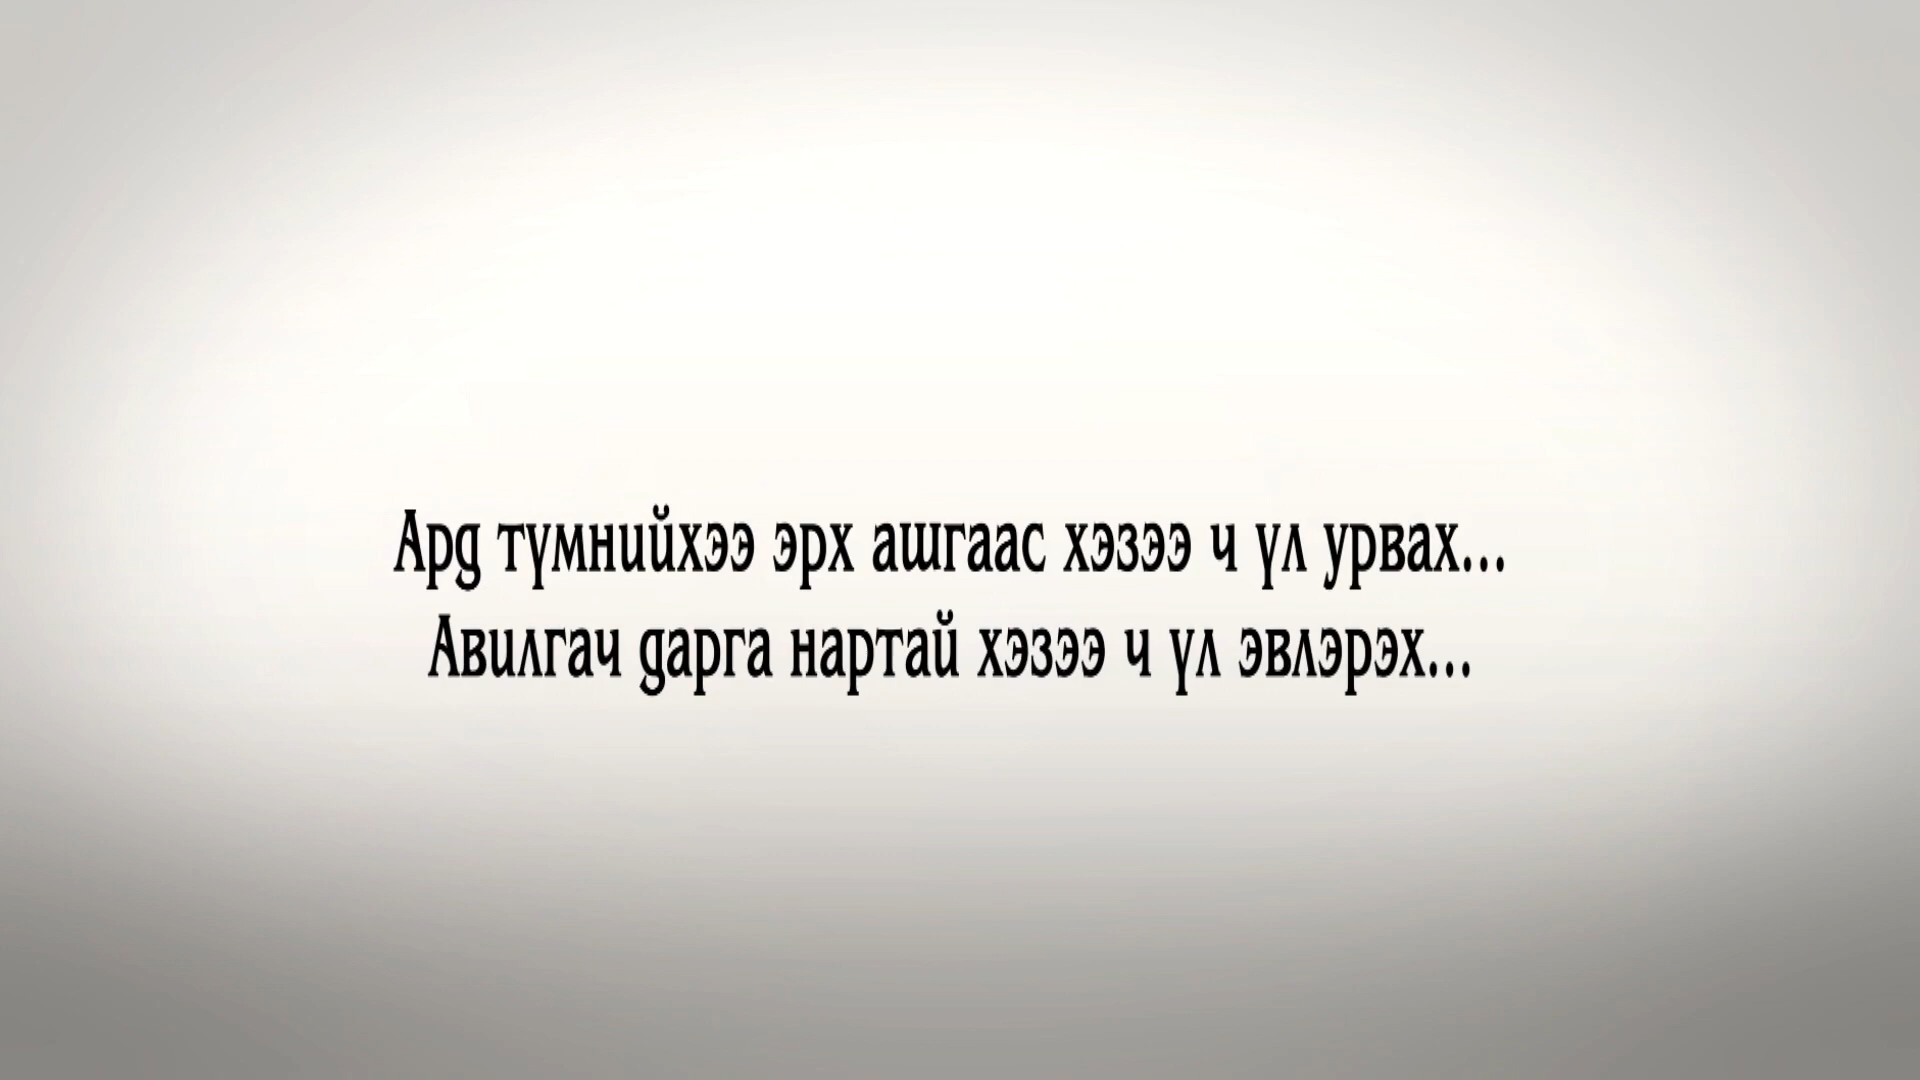 Ард түмнийхээ эрх ашгаас хэзээ ч үл урвах...
Авилгач дарга нартай хэзээ ч үл эвлэрэх...